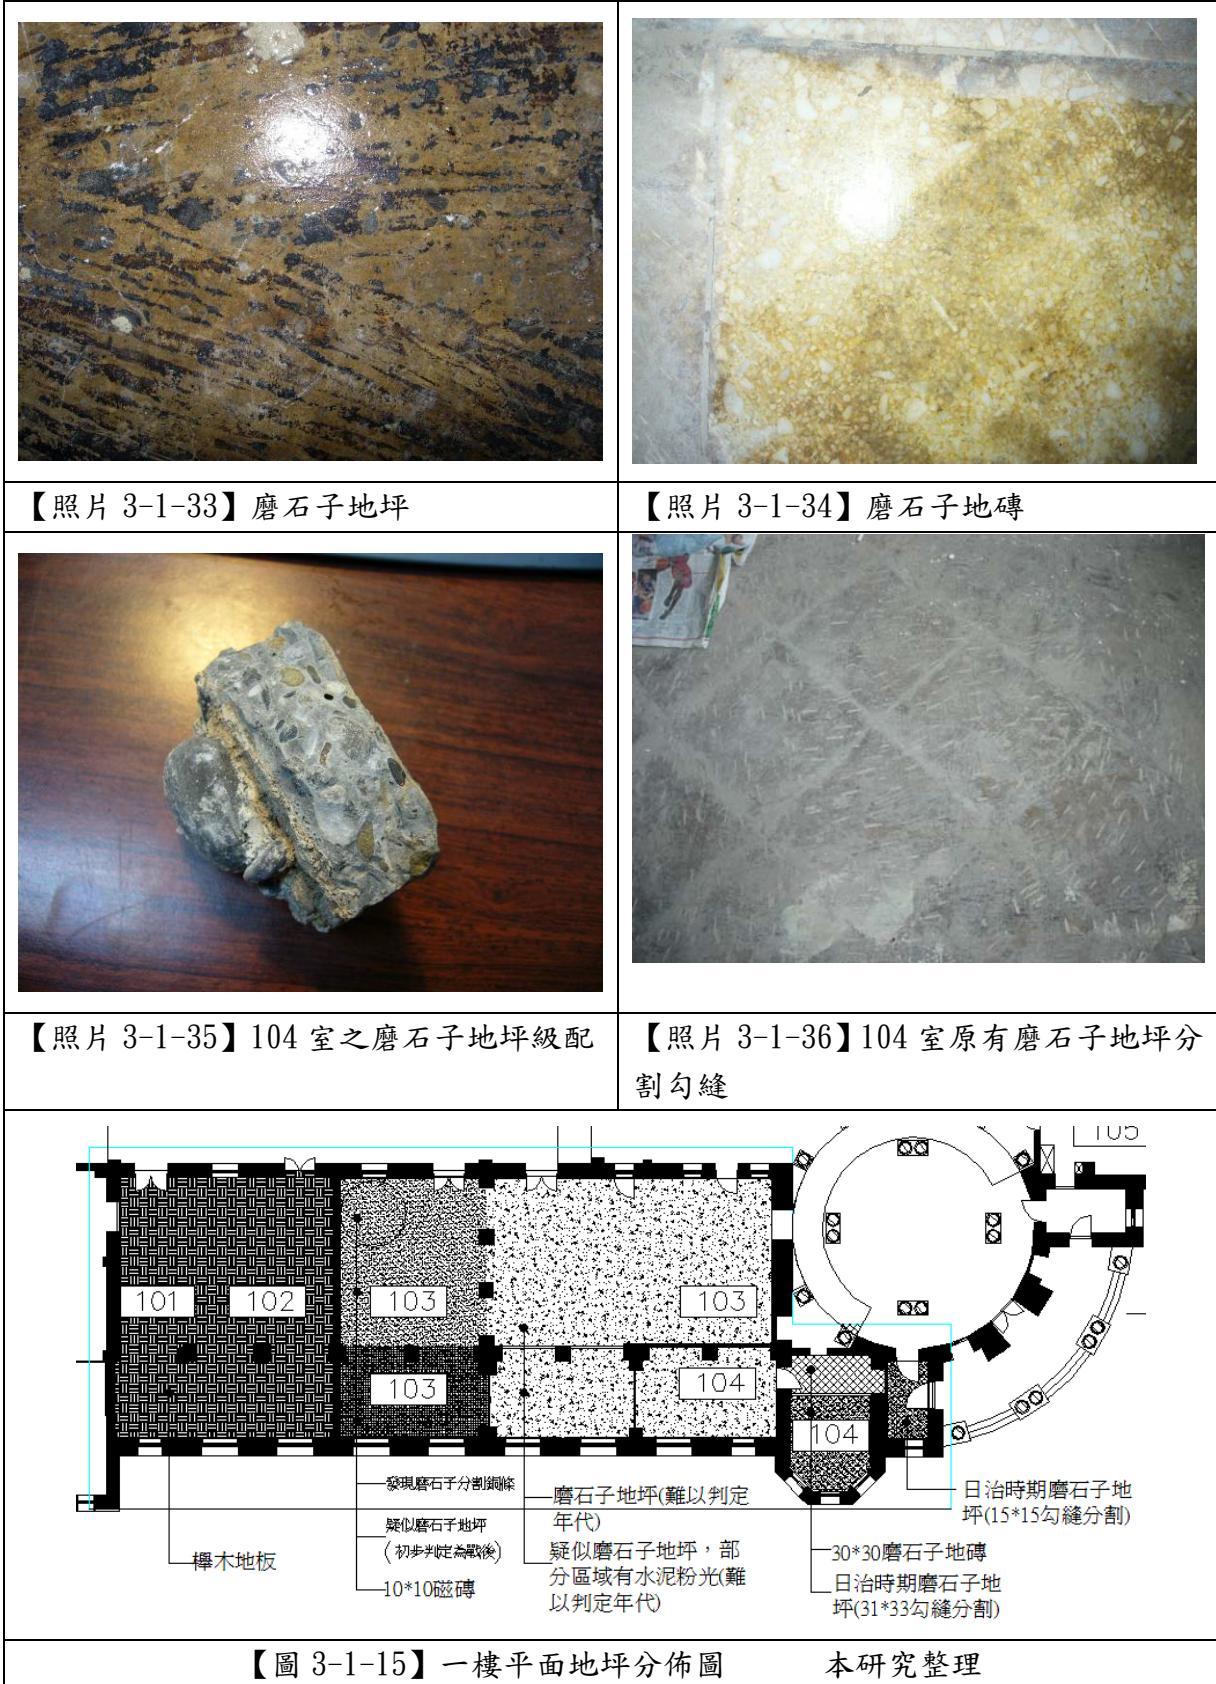 【照片 3-1-33】磨石子地坪
【照片 3-1-34】磨石子地磚
【照片 3-1-35】104 室之磨石子地坪級配
【照片 3-1-36】104 室原有磨石子地坪分
割勾縫
105
101
102
103
103
103
104
104
發現磨石子分割銅條
疑似磨石子地坪
(初步判定為戰後)
10*10磁磚
櫸木地板
磨石子地坪(難以判定
年代)
疑似磨石子地坪，部
分區域有水泥粉光(難
以判定年代)
日治時期磨石子地
坪(15*15勾縫分割)
30*30磨石子地磚
日治時期磨石子地
坪(31*33勾縫分割)
【圖 3-1-15】一樓平面地坪分佈圖 本研究整理